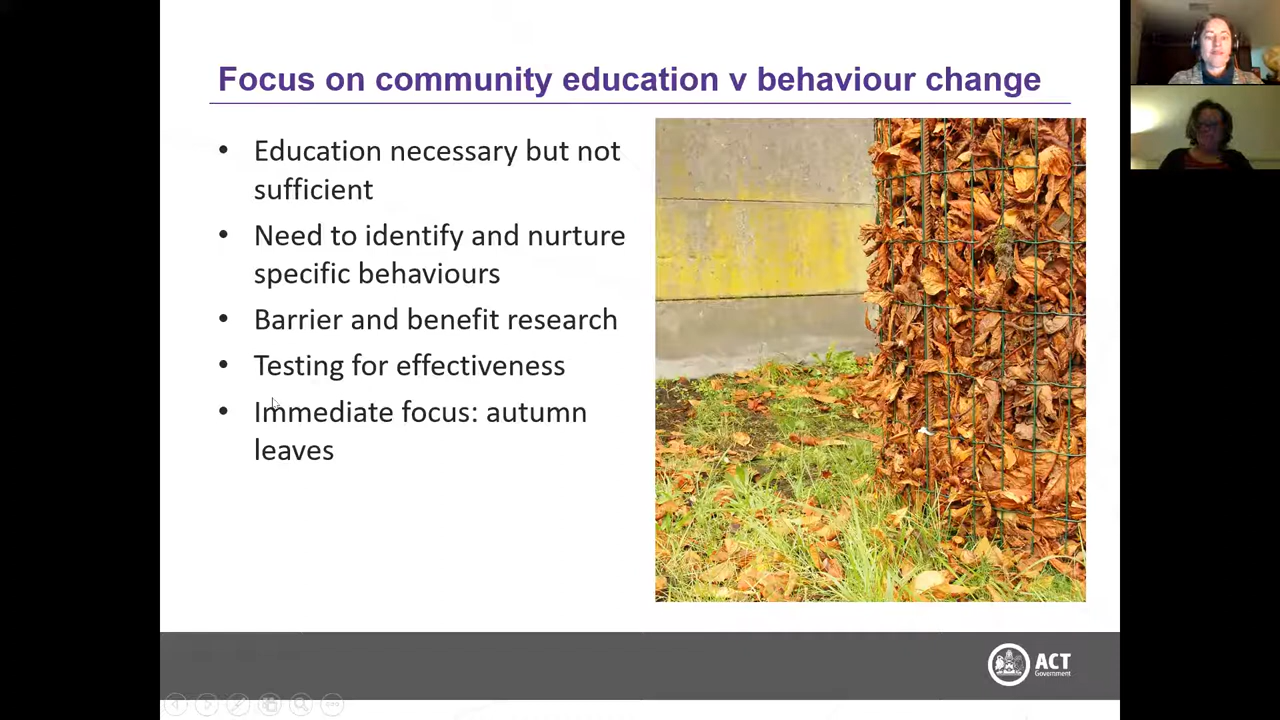 Focus on community education v behaviour change
• Education necessary but not
sufficient
• Need to identify and nurture
specific behaviours
• Barrier and benefit research
• Testing for effectiveness
• Immediate focus: autumn
leaves
ACT
Government